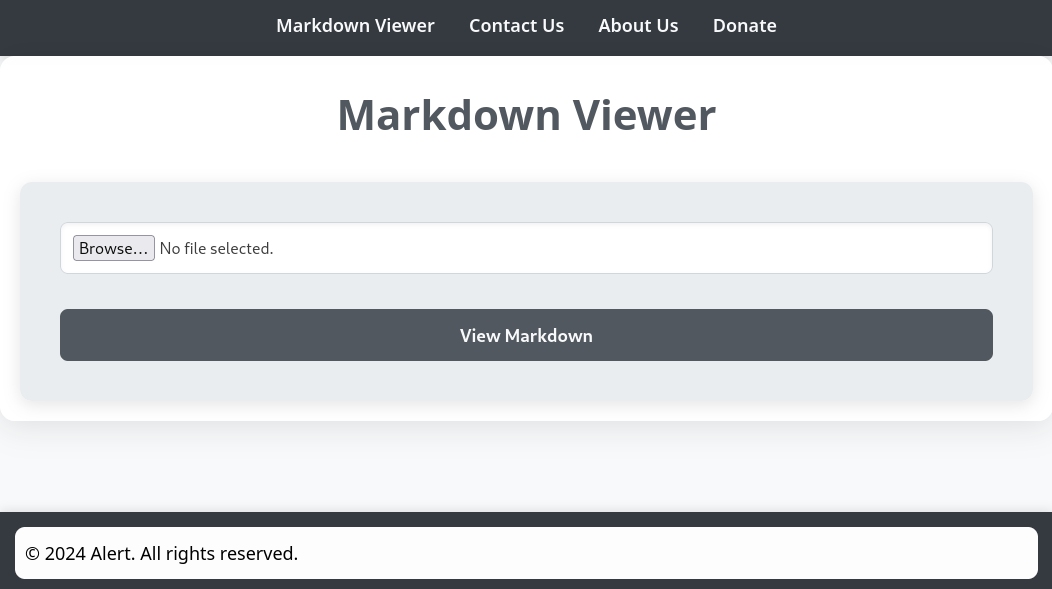 Markdown Viewer Contact Us About Us Donate
Markdown Viewer
Browse... No file selected.
View Markdown
© 2024 Alert. All rights reserved.